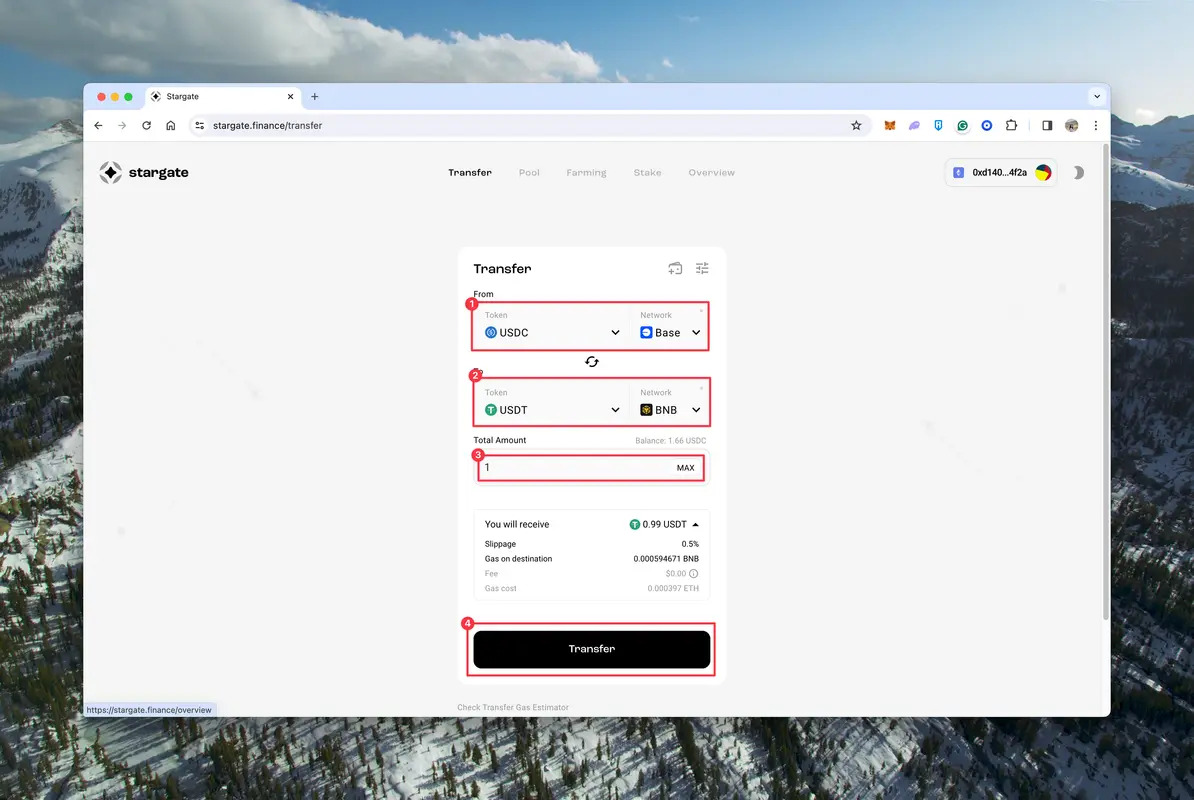 Stargate
stargate.finance/transfer
stargate
Transfer Pool Farming Stake Overview
0xd140...4f2a
Transfer
From
1
Token Network
USDC Base
2
Token Network
USDT BNB
Total Amount Balance: 1.66 USDC
3
1 MAX
You will receive 0.99 USDT
Slippage 0.5%
Gas on destination 0.000594671 BNB
Fee $0.00
Gas cost 0.000397 ETH
4
Transfer
Check Transfer Gas Estimator
https://stargate.finance/overview